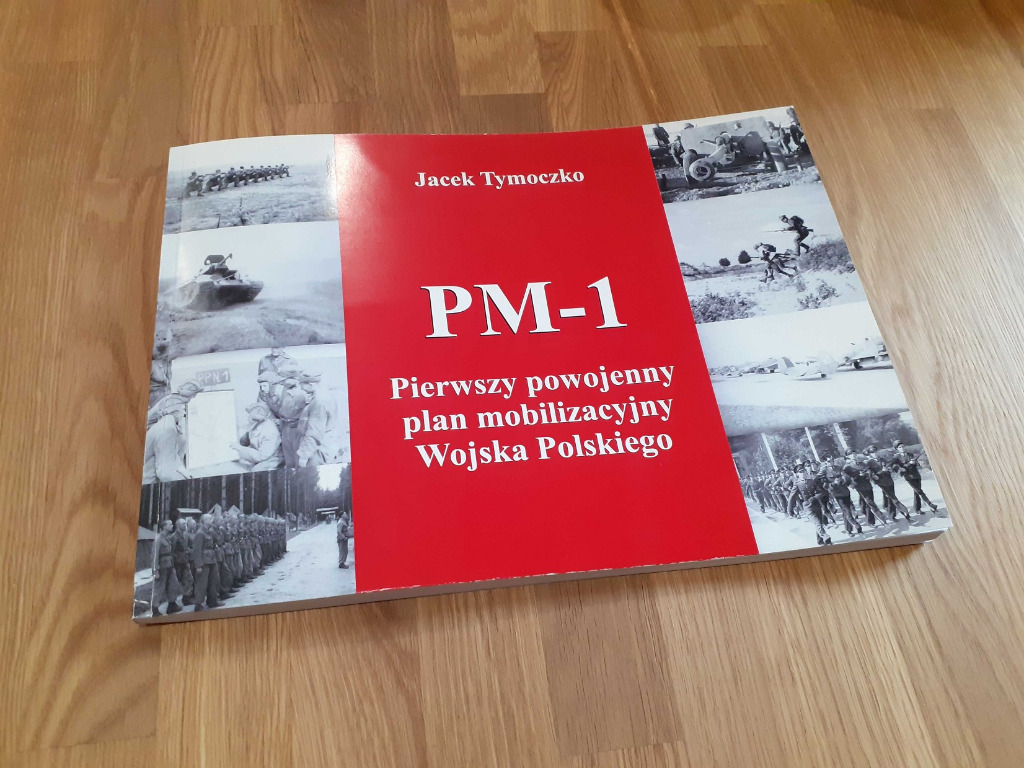 Jacek Tymoczko
PM-1
Pierwszy powojenny
plan mobilizacyjny
Wojska Polskiego